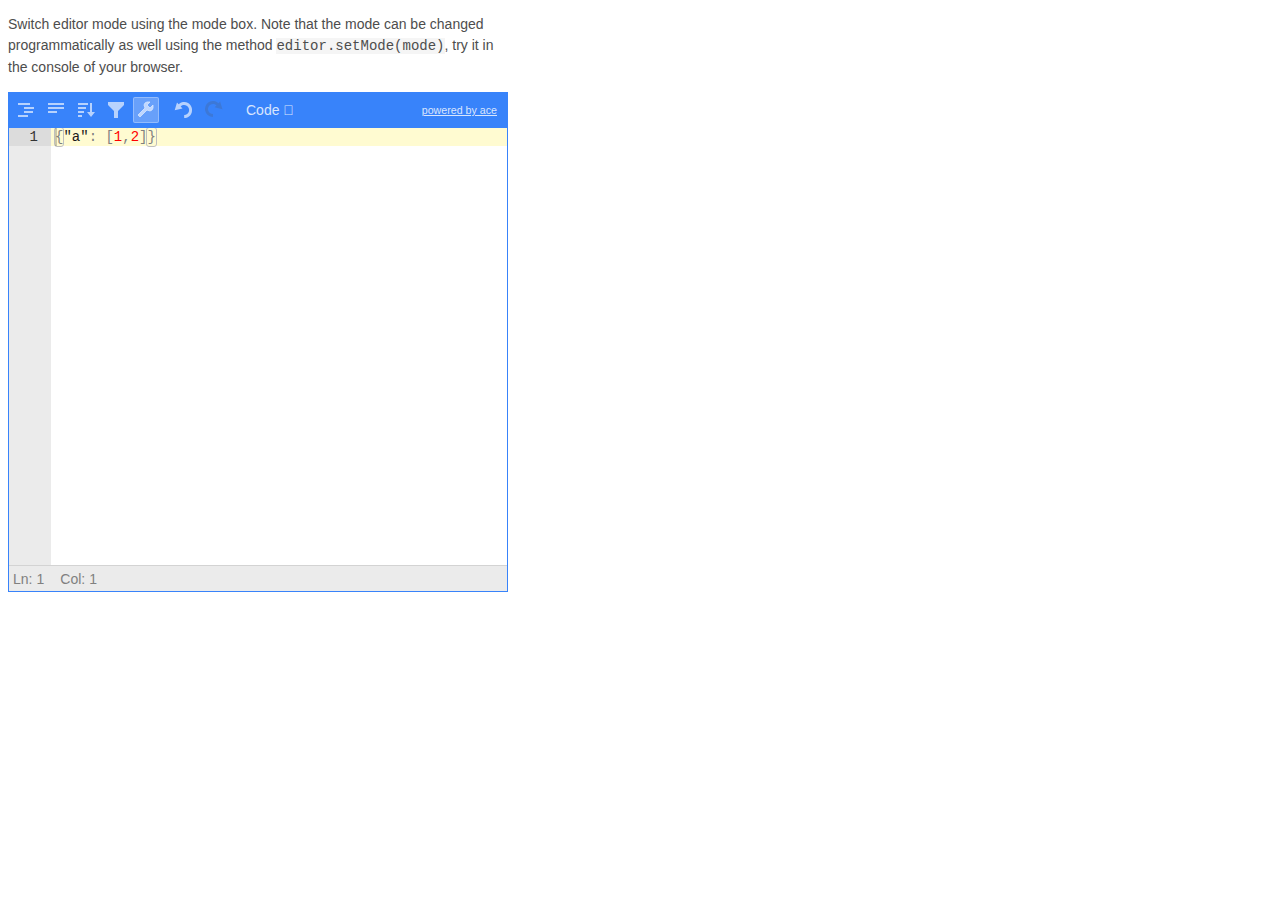 Switch editor mode using the mode box. Note that the mode can be changed
programmatically as well using the method editor.setMode(mode), try it in
the console of your browser.
Code powered by ace
1 {"a": [1,2]}
Ln: 1 Col: 1